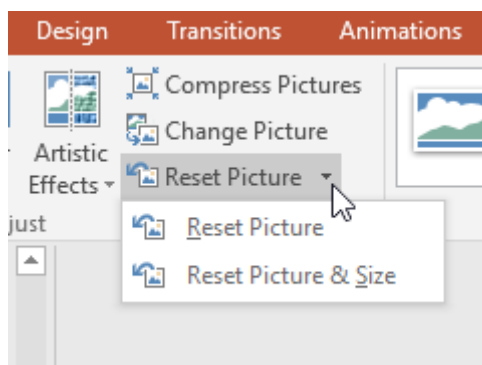 Design Transitions Animations
Compress Pictures
Change Picture
Artistic
Effects
Reset Picture
just
Reset Picture
Reset Picture & Size